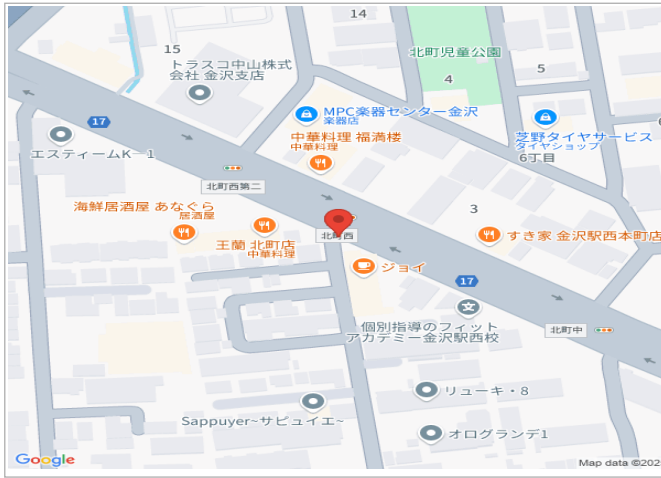 14
15
北町児童公園
5
トラスコ中山株式
会社 金沢支店
4
MPC楽器センター金沢
楽器店
17
中華料理 福満楼
中華料理
芝野タイヤサービス
タイヤショップ
6丁目
エスティームK―1
北町西第二
海鮮居酒屋 あなぐら
居酒屋
3
北町西
王蘭 北町店
中華料理
すき家 金沢駅西本町店
ジョイ
17
個別指導のフィット
アカデミー金沢駅西校
北町中
リューキ・8
Sappuyer~サピュイエ~
オログランデ1
Google
Map data ©202